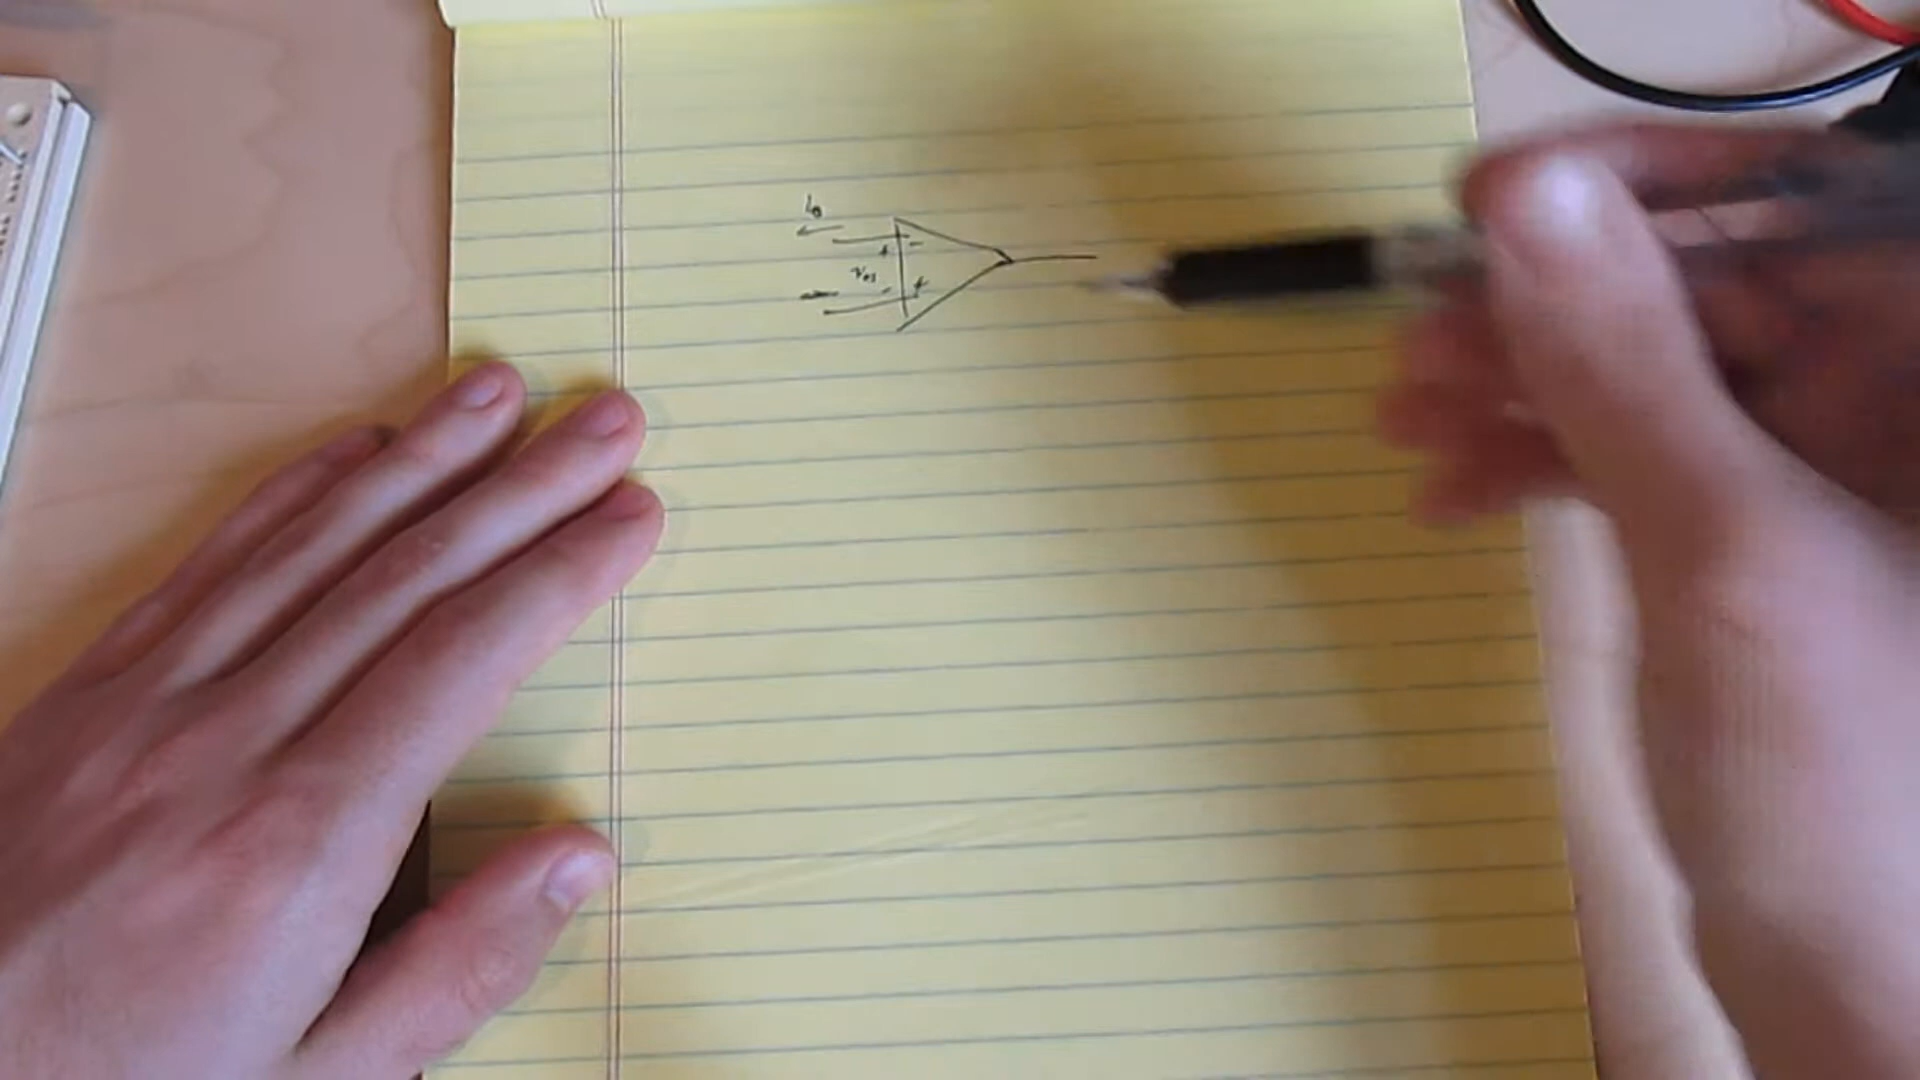 I_B
+ -
V_OS
- +